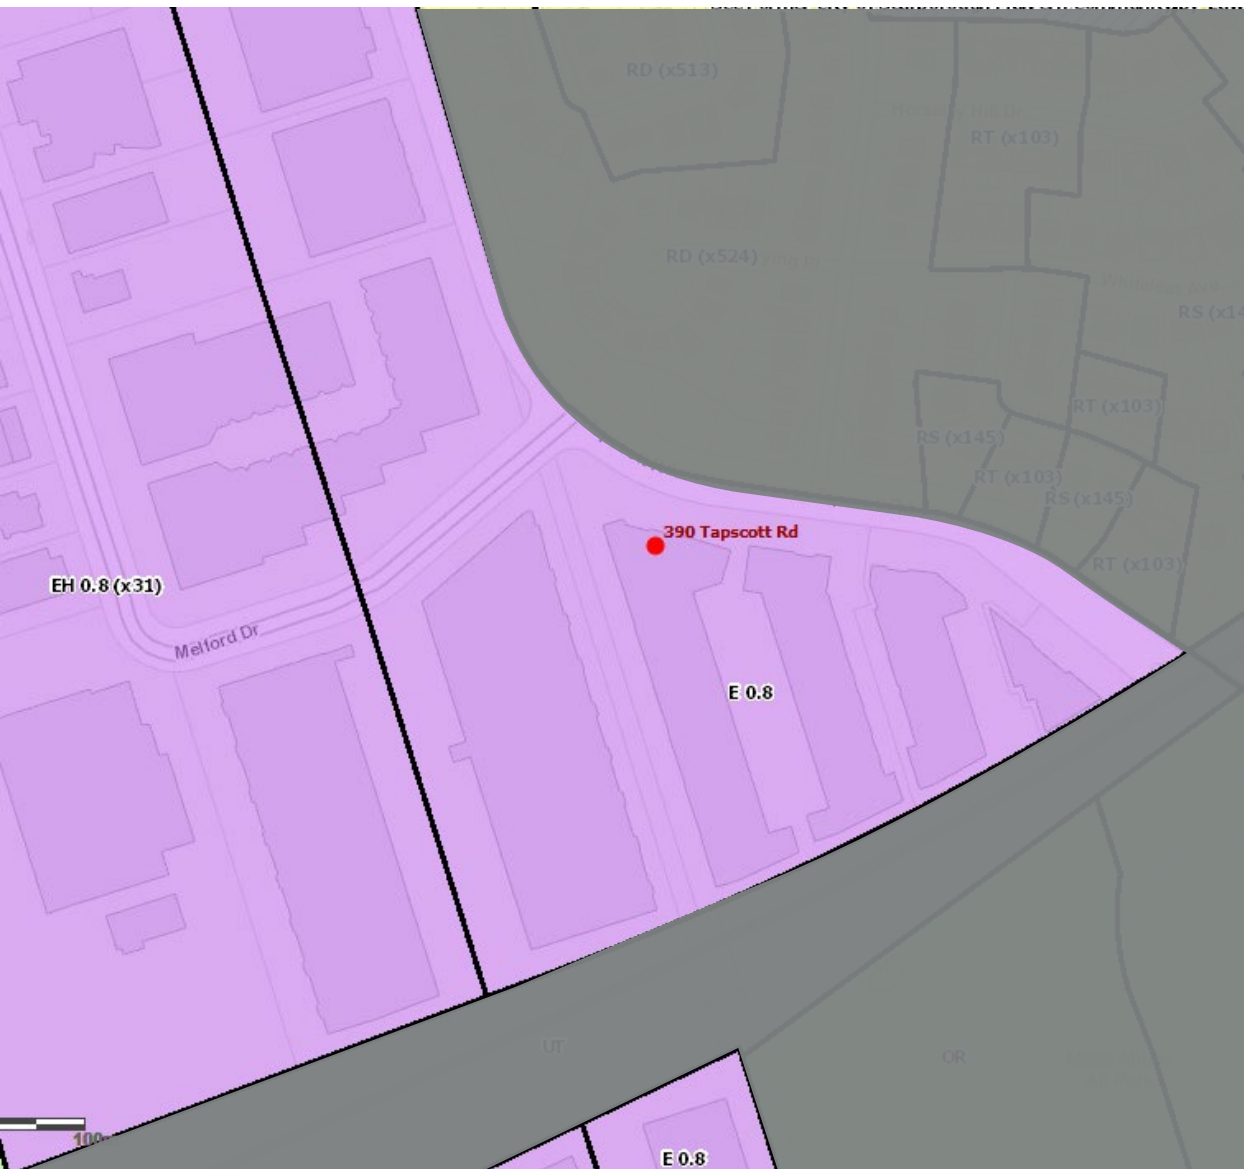 RD (x513)
RT (x103)
RD (x524)
RS (x14
RT (x103)
RS (x145)
RT (x103)
RS (x145)
390 Tapscott Rd
RT (x103)
EH 0.8 (x31)
Melford Dr
E 0.8
UT
OR
100
E 0.8